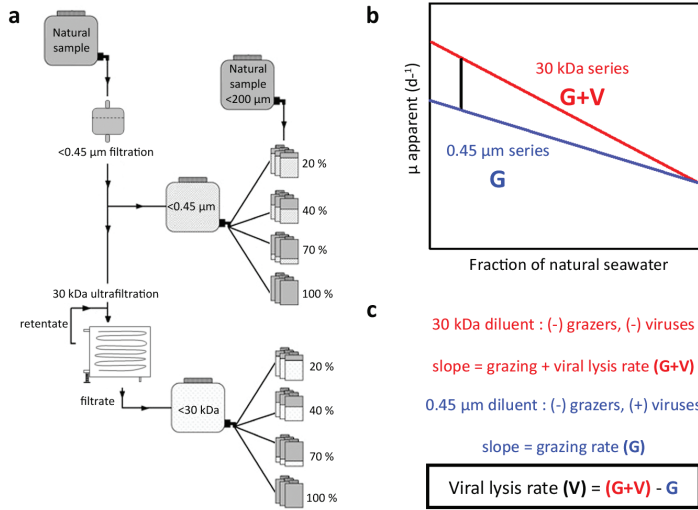 a
Natural
sample
Natural
sample
<200 µm
<0.45 µm filtration
<0.45 µm
20 %
40 %
70 %
100 %
30 kDa ultrafiltration
retentate
filtrate
<30 kDa
20 %
40 %
70 %
100 %
b
µ apparent (d-1)
30 kDa series
G+V
0.45 µm series
G
Fraction of natural seawater
c
30 kDa diluent : (-) grazers, (-) viruses
slope = grazing + viral lysis rate (G+V)
0.45 µm diluent : (-) grazers, (+) viruses
slope = grazing rate (G)
Viral lysis rate (V) = (G+V) - G